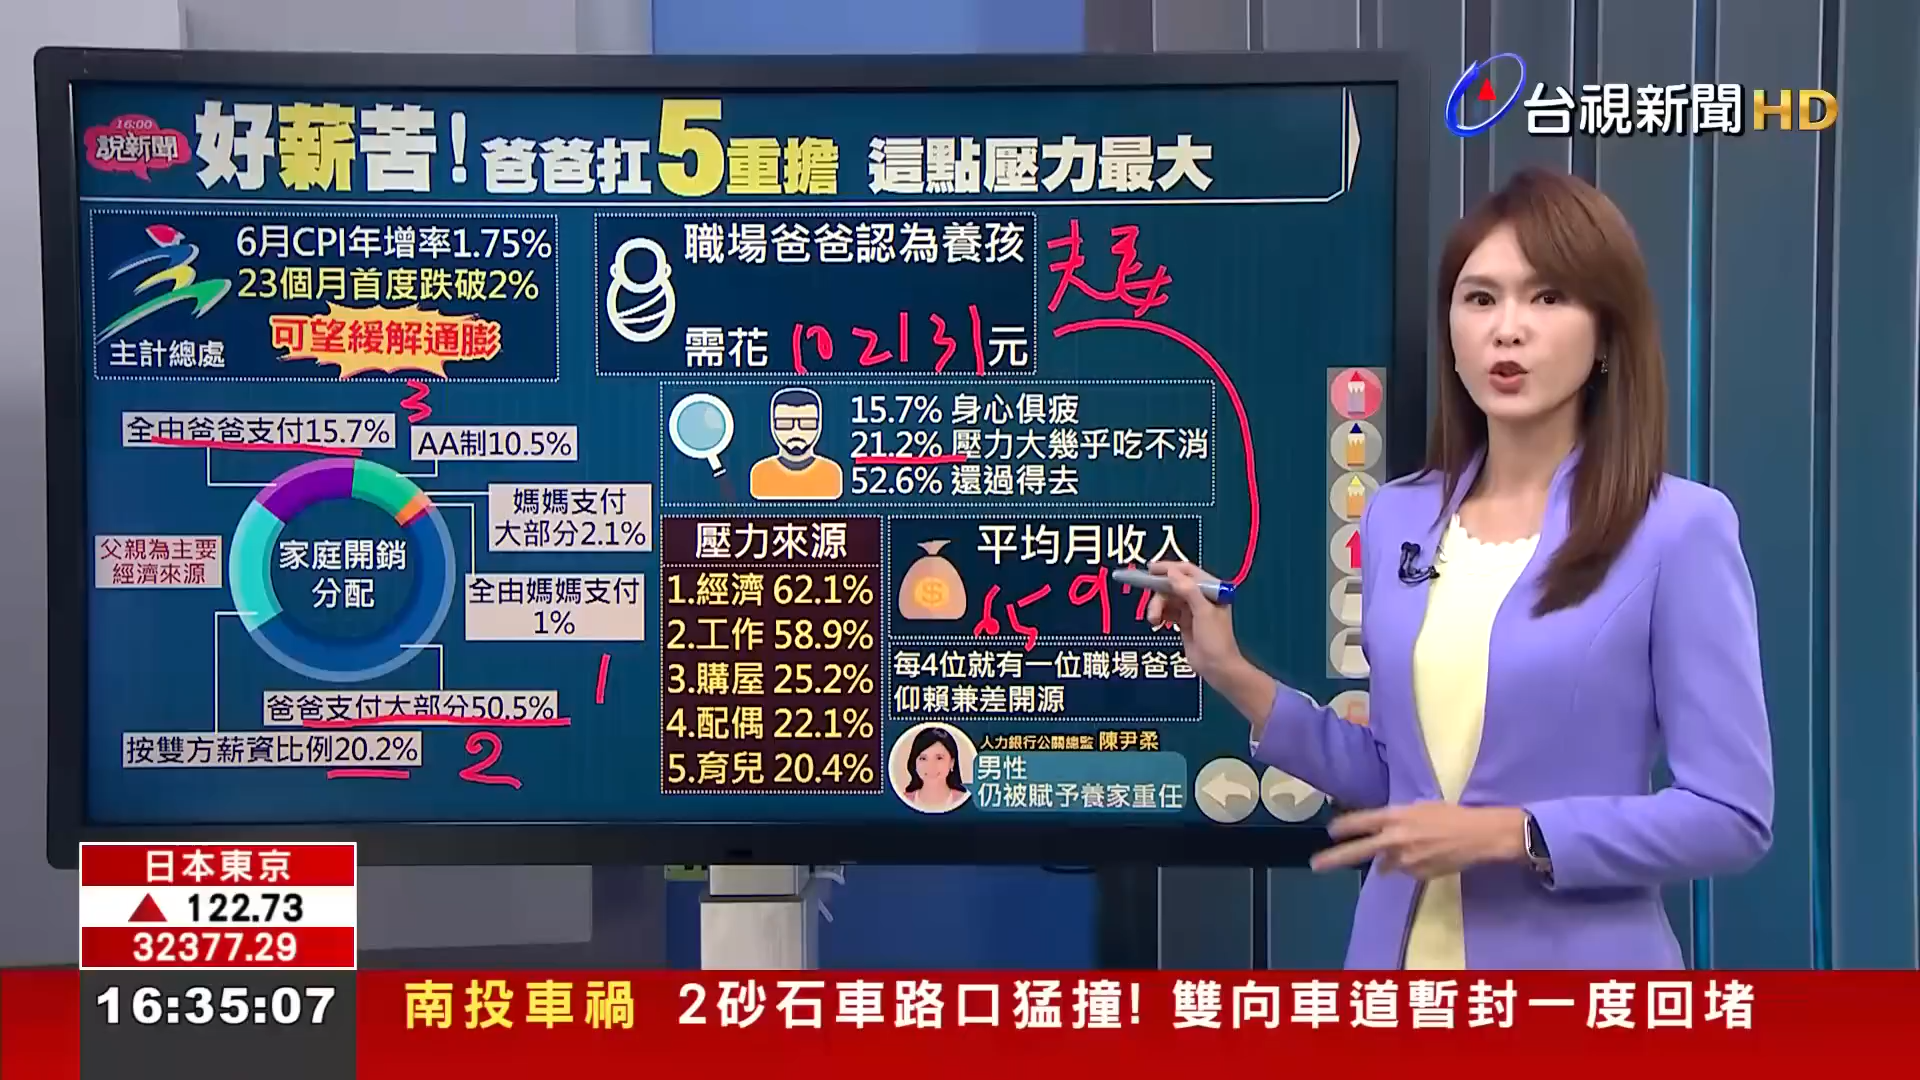 台視新聞HD
16:00
說新聞
好薪苦!爸爸扛5重擔 這點壓力最大
6月CPI年增率1.75%
23個月首度跌破2%
可望緩解通膨
主計總處
職場爸爸認為養孩
需花 102131元
夫妻
3
全由爸爸支付15.7%
AA制10.5%
媽媽支付
大部分2.1%
全由媽媽支付
1%
父親為主要
經濟來源
家庭開銷
分配
1
爸爸支付大部分50.5%
按雙方薪資比例20.2%
2
15.7% 身心俱疲
21.2% 壓力大幾乎吃不消
52.6% 還過得去
壓力來源
1.經濟 62.1%
2.工作 58.9%
3.購屋 25.2%
4.配偶 22.1%
5.育兒 20.4%
平均月收入
每4位就有一位職場爸爸
仰賴兼差開源
人力銀行公關總監 陳尹柔
男性
仍被賦予養家重任
日本東京
▲ 122.73
32377.29
16:35:07
南投車禍 2砂石車路口猛撞! 雙向車道暫封一度回堵